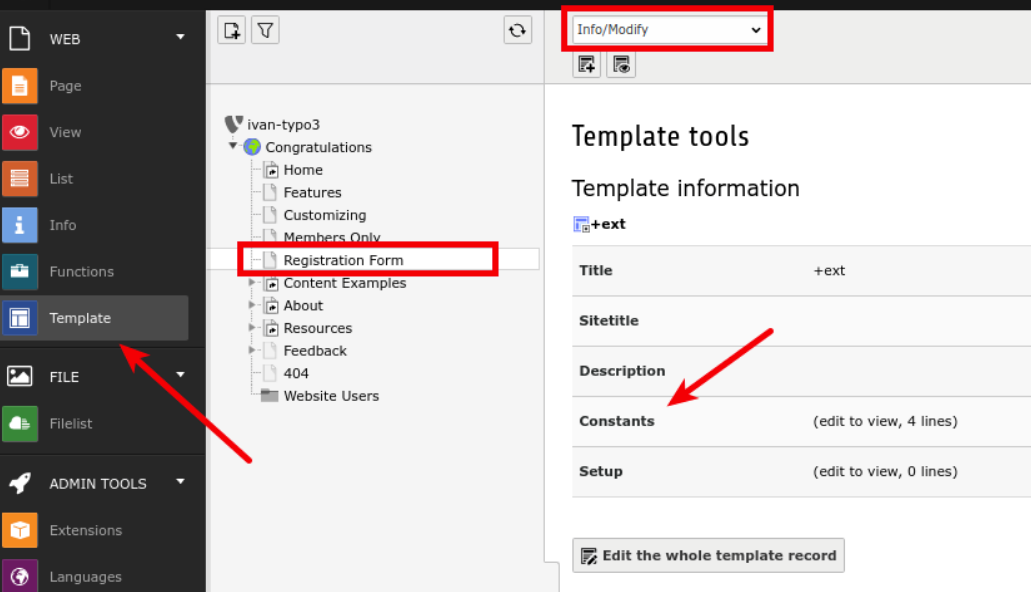 WEB
Page
View
List
Info
Functions
Template
FILE
Filelist
ADMIN TOOLS
Extensions
Languages
ivan-typo3
Congratulations
Home
Features
Customizing
Members Only
Registration Form
Content Examples
About
Resources
Feedback
404
Website Users
Info/Modify
Template tools
Template information
+ext
Title +ext
Sitetitle
Description
Constants (edit to view, 4 lines)
Setup (edit to view, 0 lines)
Edit the whole template record